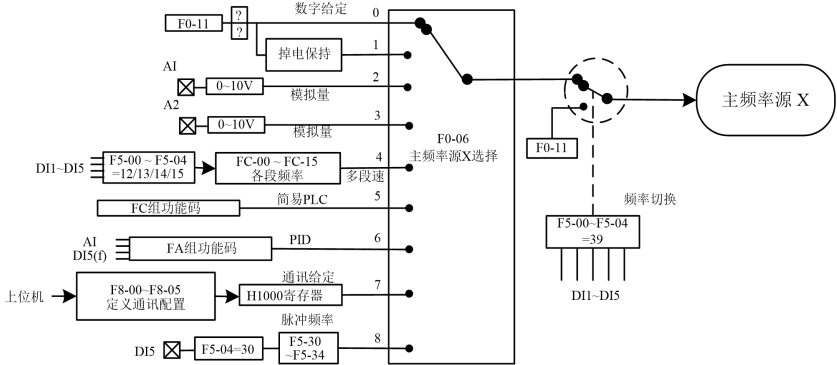 数字给定
0
F0-11
?
?
掉电保持
1
AI
0~10V
2
模拟量
A2
0~10V
3
模拟量
DI1~DI5
F5-00 ~ F5-04
=12/13/14/15
FC-00 ~ FC-15
各段频率
4
多段速
FC组功能码
简易PLC
5
AI
DI5(f)
FA组功能码
PID
6
上位机
F8-00~F8-05
定义通讯配置
通讯给定
H1000寄存器
7
脉冲频率
DI5
F5-04=30
F5-30
~F5-34
8
F0-06
主频率源X选择
F0-11
主频率源 X
频率切换
F5-00~F5-04
=39
DI1~DI5